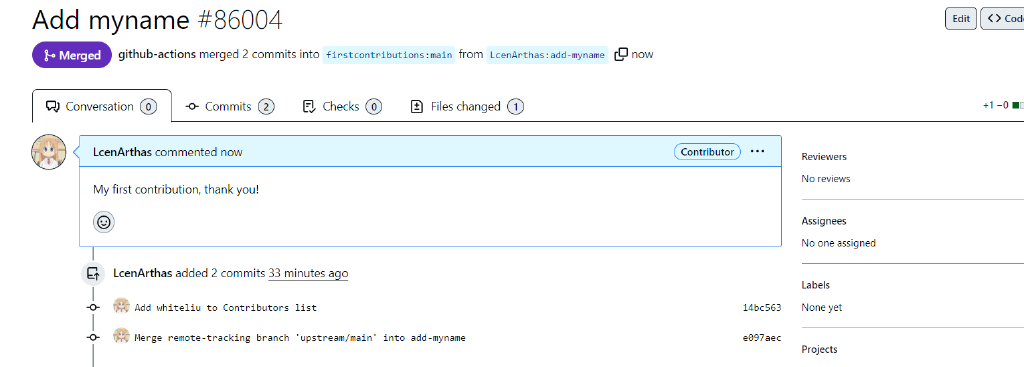 Add myname #86004
Edit
Code
Merged github-actions merged 2 commits into firstcontributions:main from LcenArthas:add-myname now
Conversation 0 Commits 2 Checks 0 Files changed 1
+1 −0
LcenArthas commented now
Contributor
My first contribution, thank you!
LcenArthas added 2 commits 33 minutes ago
Add whiteliu to Contributors list 14bc563
Merge remote-tracking branch 'upstream/main' into add-myname e097aec
Reviewers
No reviews
Assignees
No one assigned
Labels
None yet
Projects